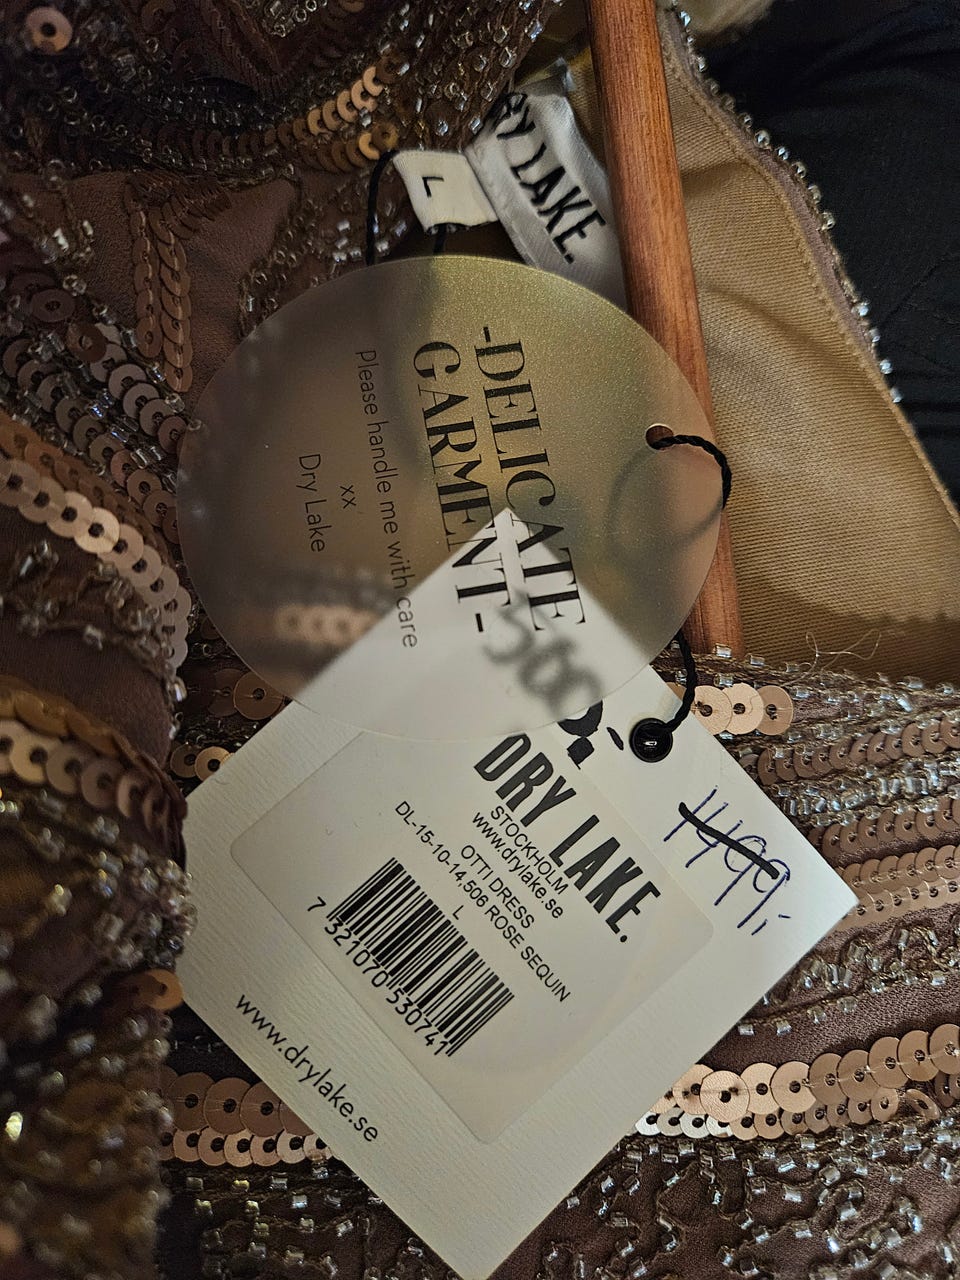 RY LAKE.
L
-DELICATE
GARMENT-
Please handle me with care
xx
Dry Lake
1499,-
DRY LAKE.
STOCKHOLM
www.drylake.se
OTTI DRESS
DL-15-10-14,506 ROSE SEQUIN
L
7 321070 530741
www.drylake.se